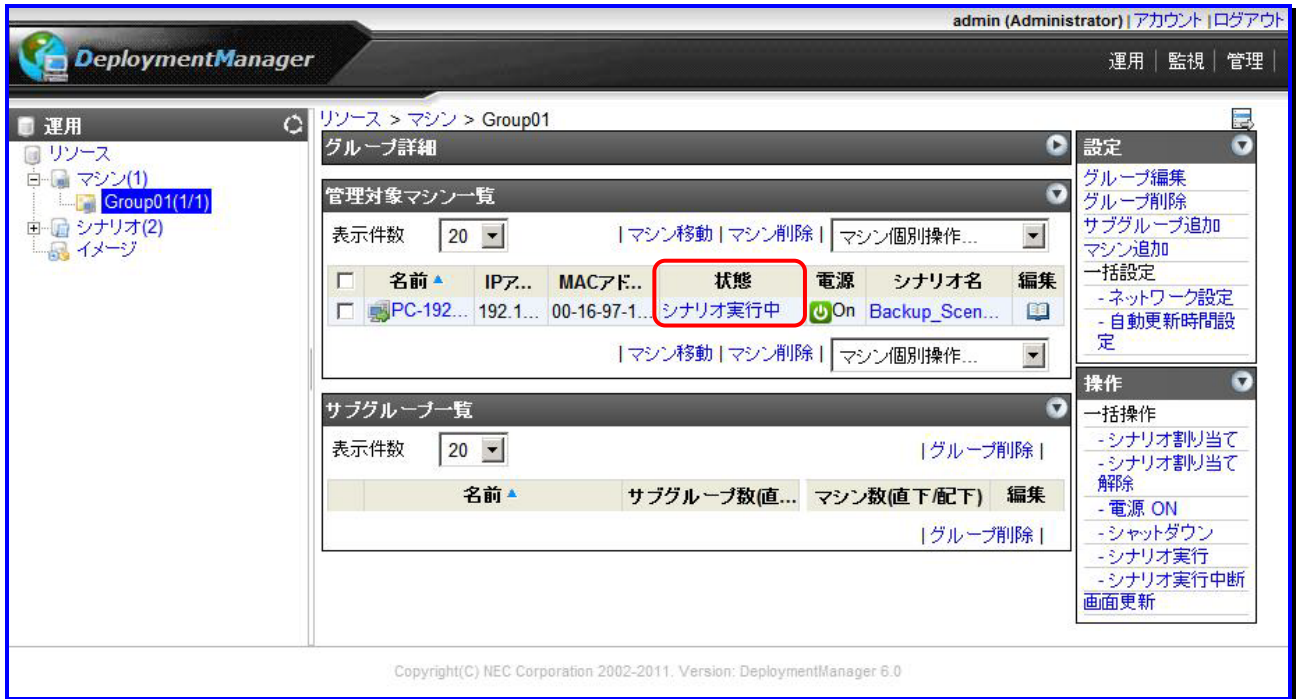 admin (Administrator) | アカウント | ログアウト
DeploymentManager
運用 | 監視 | 管理 |
運用
リソース
マシン(1)
Group01(1/1)
シナリオ(2)
イメージ
リソース > マシン > Group01
グループ詳細
管理対象マシン一覧
表示件数 20 | マシン移動 | マシン削除 | マシン個別操作...
名前 IPア... MACアド... 状態 電源 シナリオ名 編集
PC-192... 192.1... 00-16-97-1... シナリオ実行中 On Backup_Scen...
| マシン移動 | マシン削除 | マシン個別操作...
サブグループ一覧
表示件数 20 | グループ削除 |
名前 サブグループ数(直... マシン数(直下/配下) 編集
| グループ削除 |
設定
グループ編集
グループ削除
サブグループ追加
マシン追加
一括設定
- ネットワーク設定
- 自動更新時間設
定
操作
一括操作
- シナリオ割り当て
- シナリオ割り当て
解除
- 電源 ON
- シャットダウン
- シナリオ実行
- シナリオ実行中断
画面更新
Copyright(C) NEC Corporation 2002-2011. Version: DeploymentManager 6.0